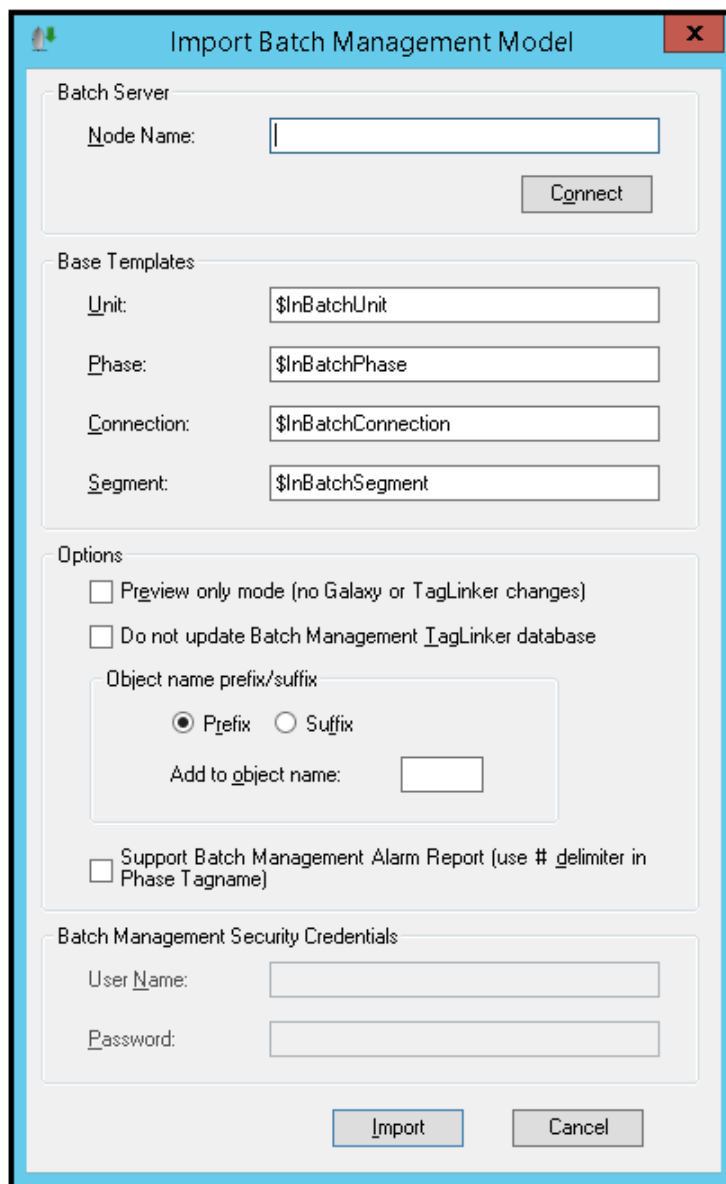 Import Batch Management Model
x
Batch Server
Node Name:
Connect
Base Templates
Unit: $InBatchUnit
Phase: $InBatchPhase
Connection: $InBatchConnection
Segment: $InBatchSegment
Options
Preview only mode (no Galaxy or TagLinker changes)
Do not update Batch Management TagLinker database
Object name prefix/suffix
Prefix Suffix
Add to object name:
Support Batch Management Alarm Report (use # delimiter in
Phase Tagname)
Batch Management Security Credentials
User Name:
Password:
Import Cancel